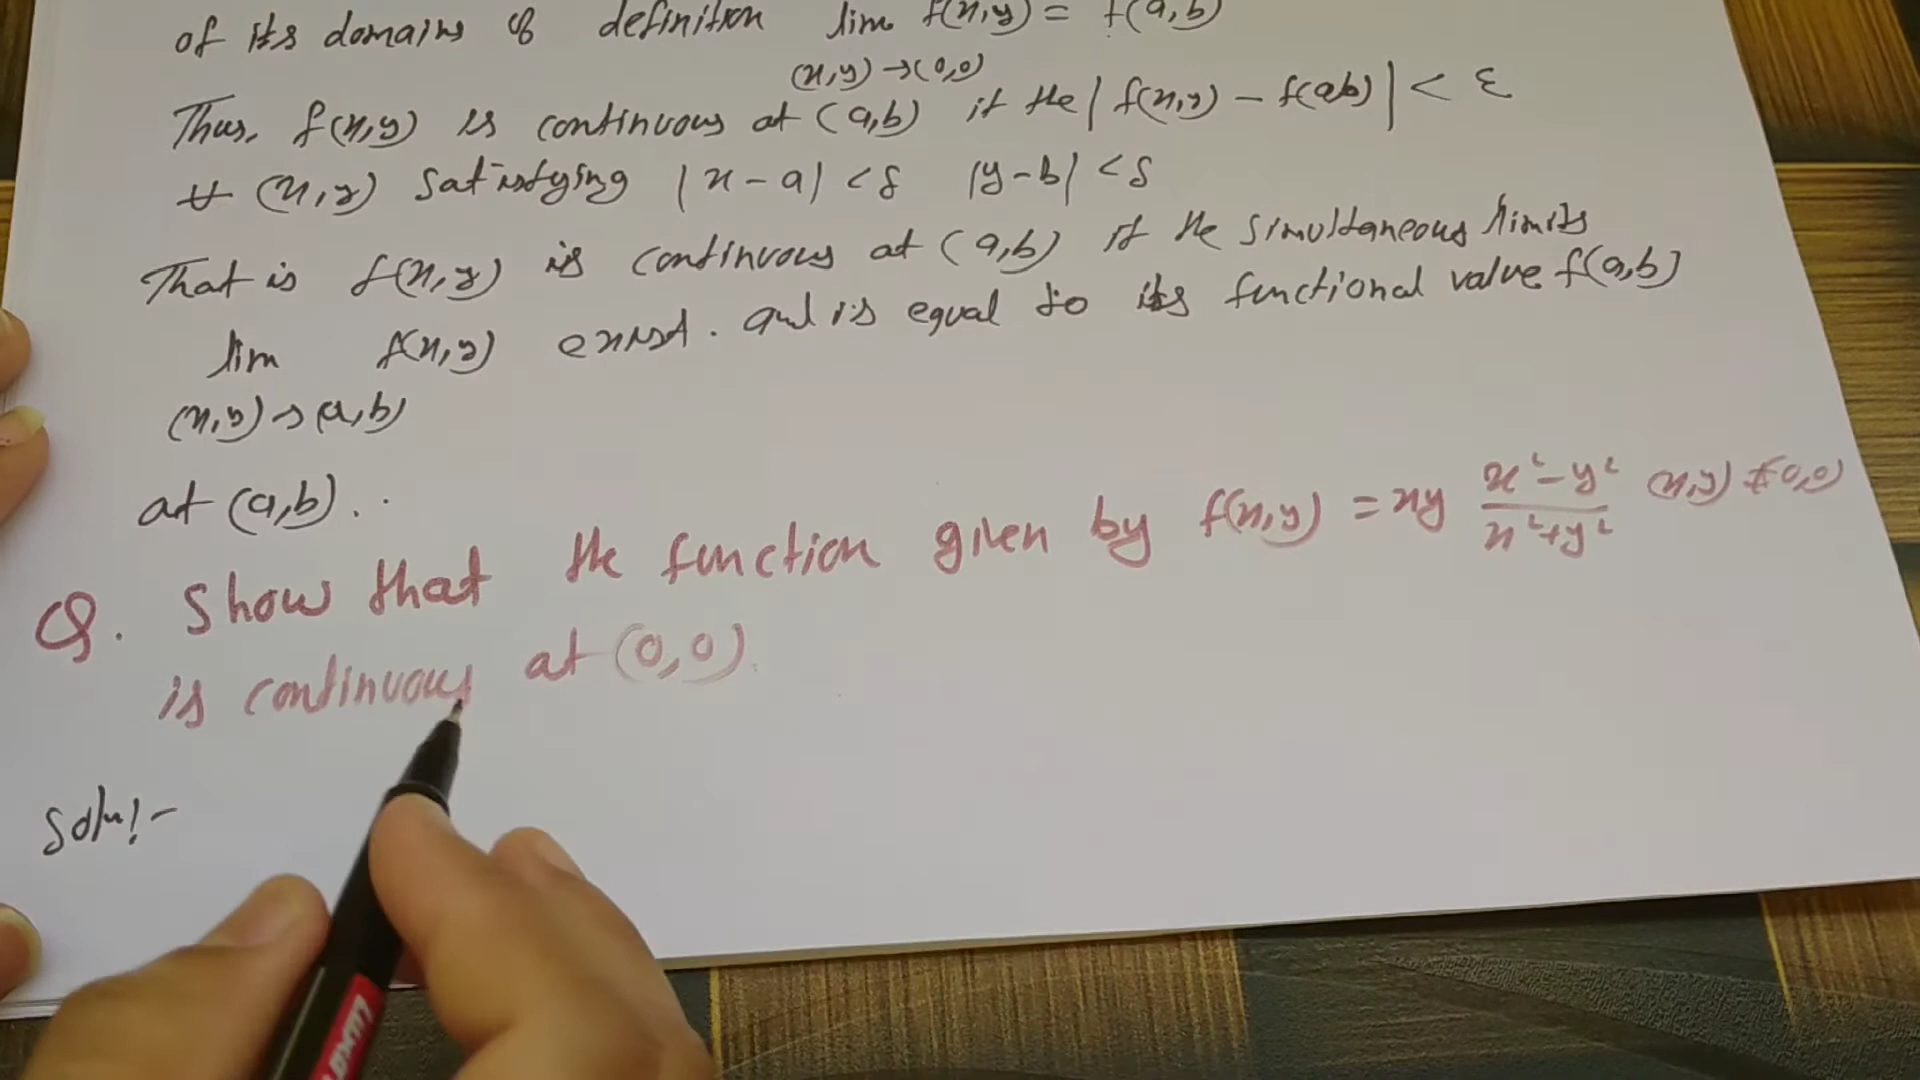 of its domains of definition lim f(x,y) = f(a,b)
(x,y)→(0,0)
Thus, f(x,y) is continuous at (a,b) if the |f(x,y) - f(ab)| < ε
∀ (x,y) satisfying |x-a| < δ |y-b| < δ
That is f(x,y) is continuous at (a,b) if the simultaneous limits
lim f(x,y) exist. and is equal to its functional value f(a,b)
(x,y)→(a,b)
at (a,b)..
Q. Show that the function given by f(x,y) = xy (x²-y²)/(x²+y²) (x,y) ≠ (0,0)
is continuous at (0,0).
Soln:-